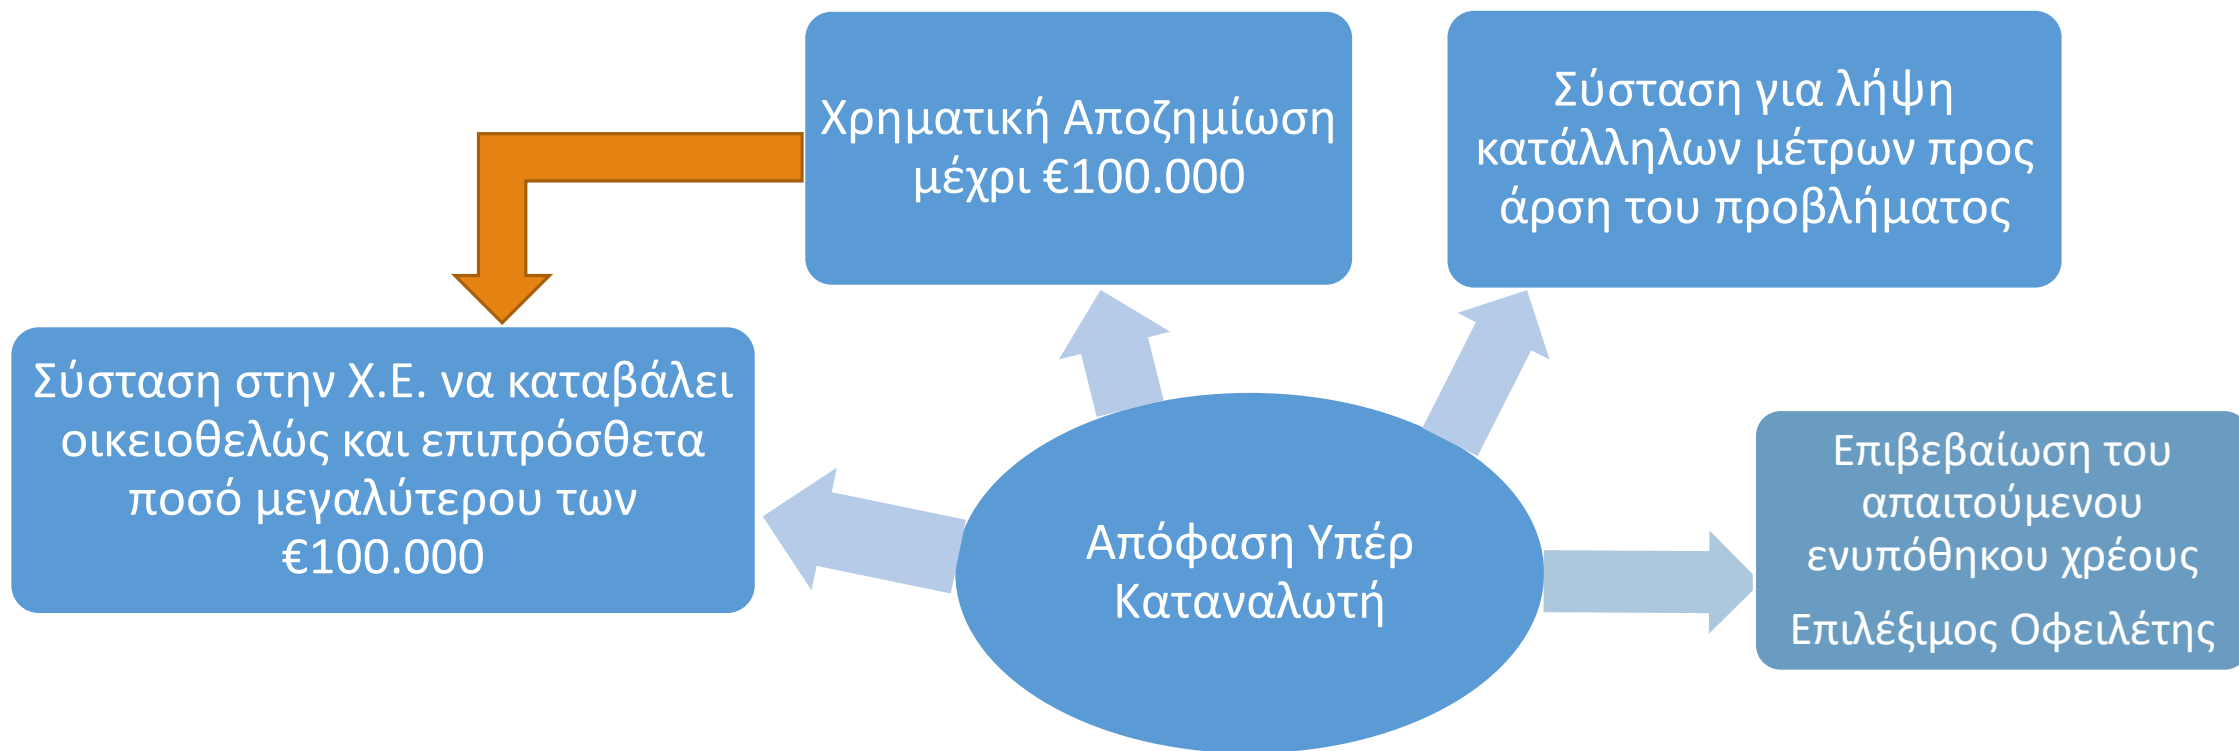 Χρηματική Αποζημίωση
μέχρι €100.000
Σύσταση για λήψη
κατάλληλων μέτρων προς
άρση του προβλήματος
Σύσταση στην Χ.Ε. να καταβάλει
οικειοθελώς και επιπρόσθετα
ποσό μεγαλύτερου των
€100.000
Απόφαση Υπέρ
Καταναλωτή
Επιβεβαίωση του
απαιτούμενου
ενυπόθηκου χρέους
Επιλέξιμος Οφειλέτης